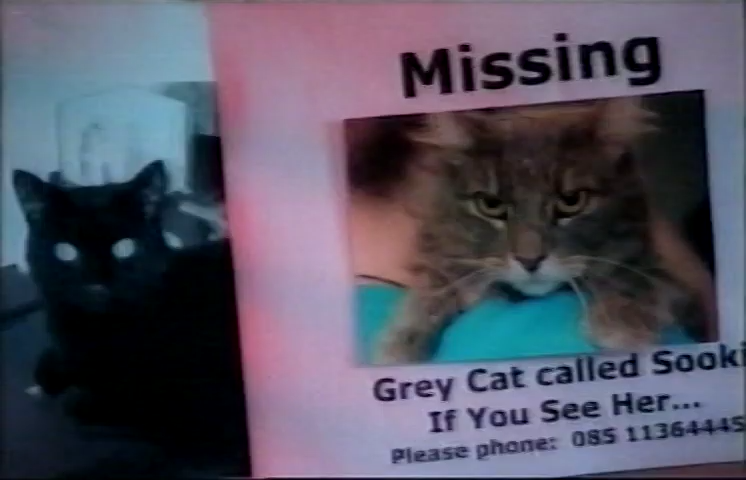 Missing
Grey Cat called Sooki
If You See Her...
Please phone: 085 11364445